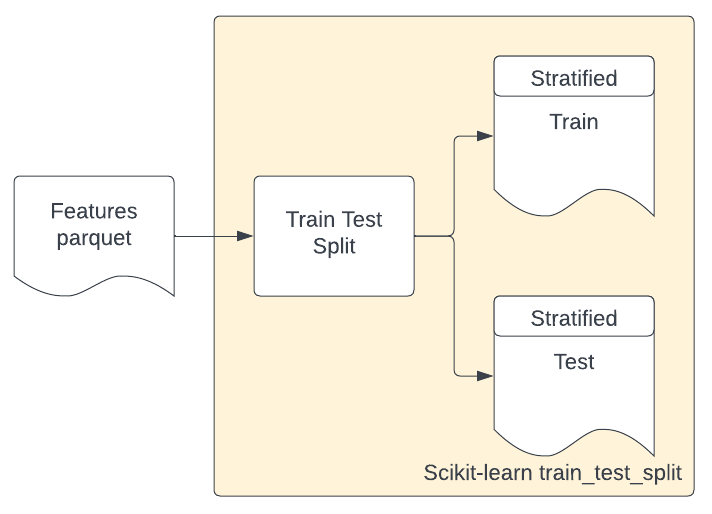 Features
parquet
Train Test
Split
Stratified
Train
Stratified
Test
Scikit-learn train_test_split